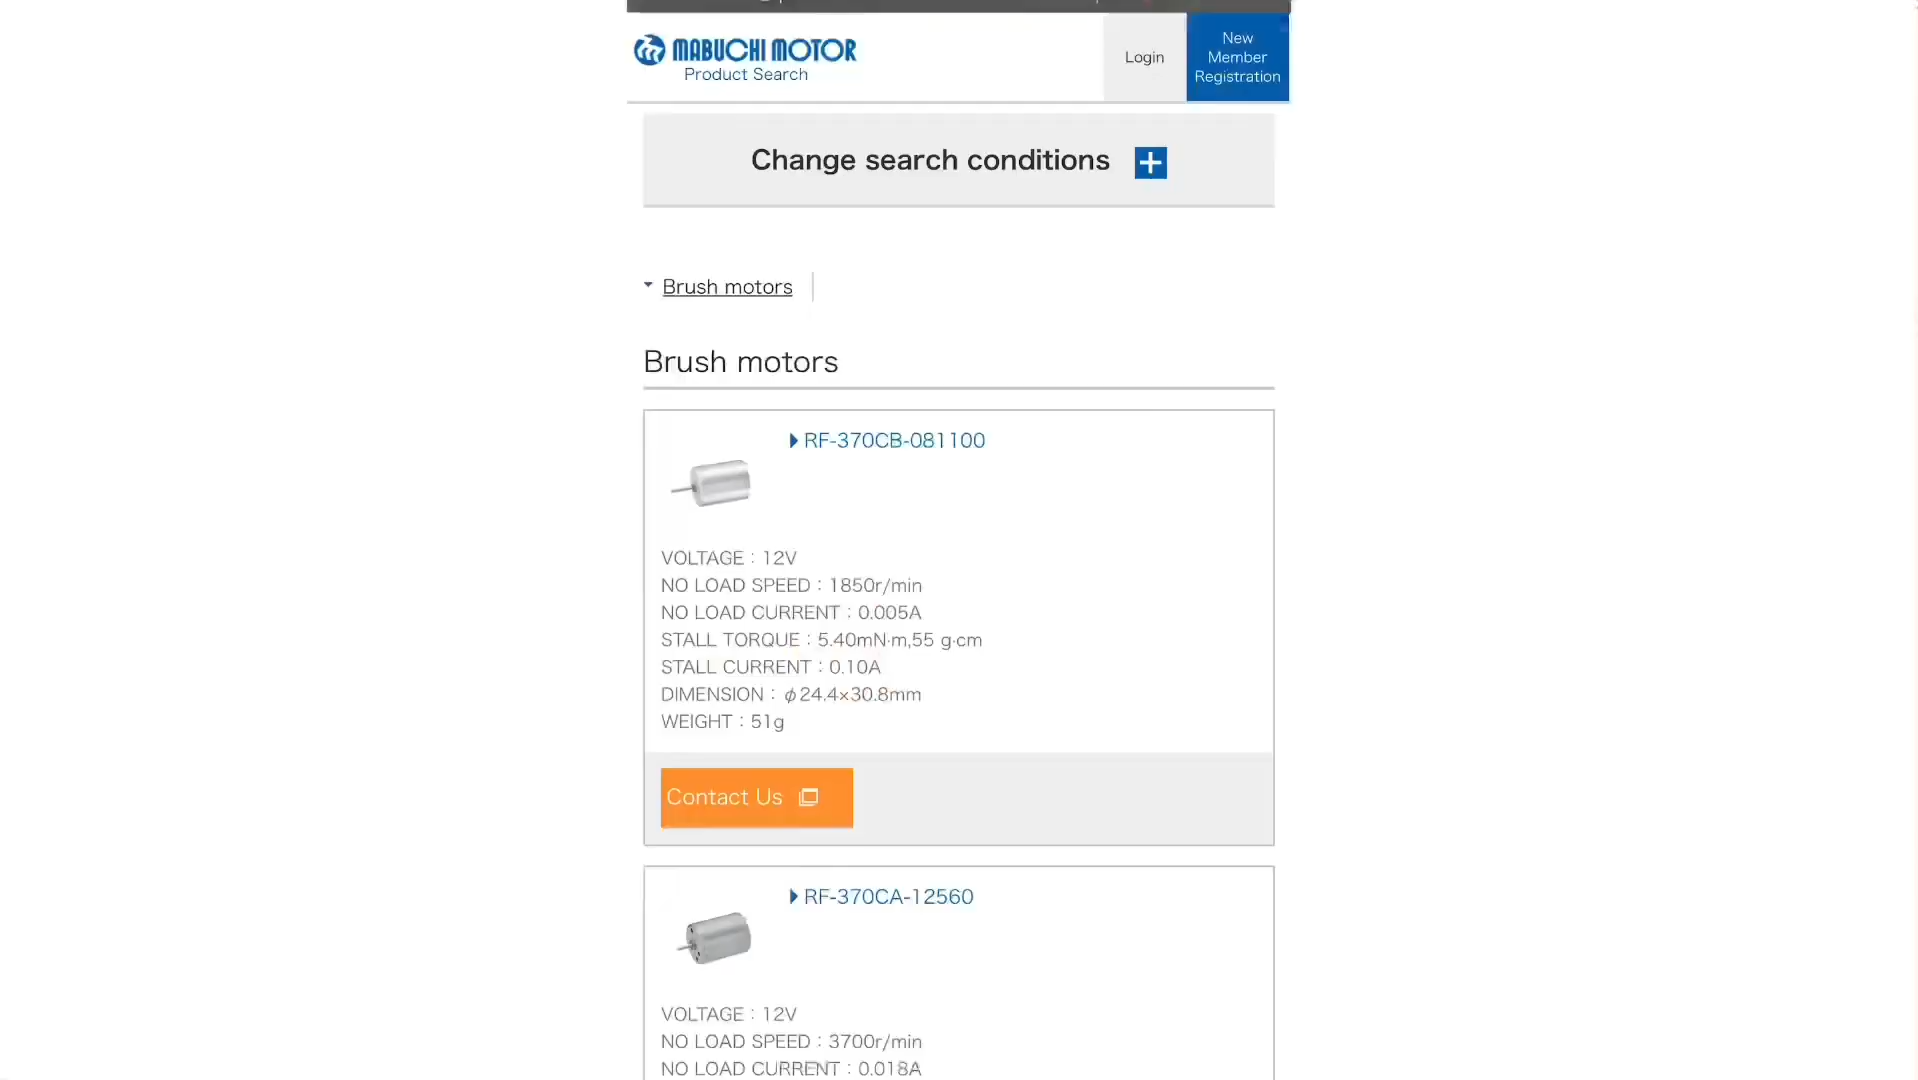 MABUCHI MOTOR
Product Search
Login
New
Member
Registration
Change search conditions
Brush motors
Brush motors
RF-370CB-081100
VOLTAGE : 12V
NO LOAD SPEED : 1850r/min
NO LOAD CURRENT : 0.005A
STALL TORQUE : 5.40mN·m,55 g·cm
STALL CURRENT : 0.10A
DIMENSION : φ24.4×30.8mm
WEIGHT : 51g
Contact Us
RF-370CA-12560
VOLTAGE : 12V
NO LOAD SPEED : 3700r/min
NO LOAD CURRENT : 0.018A